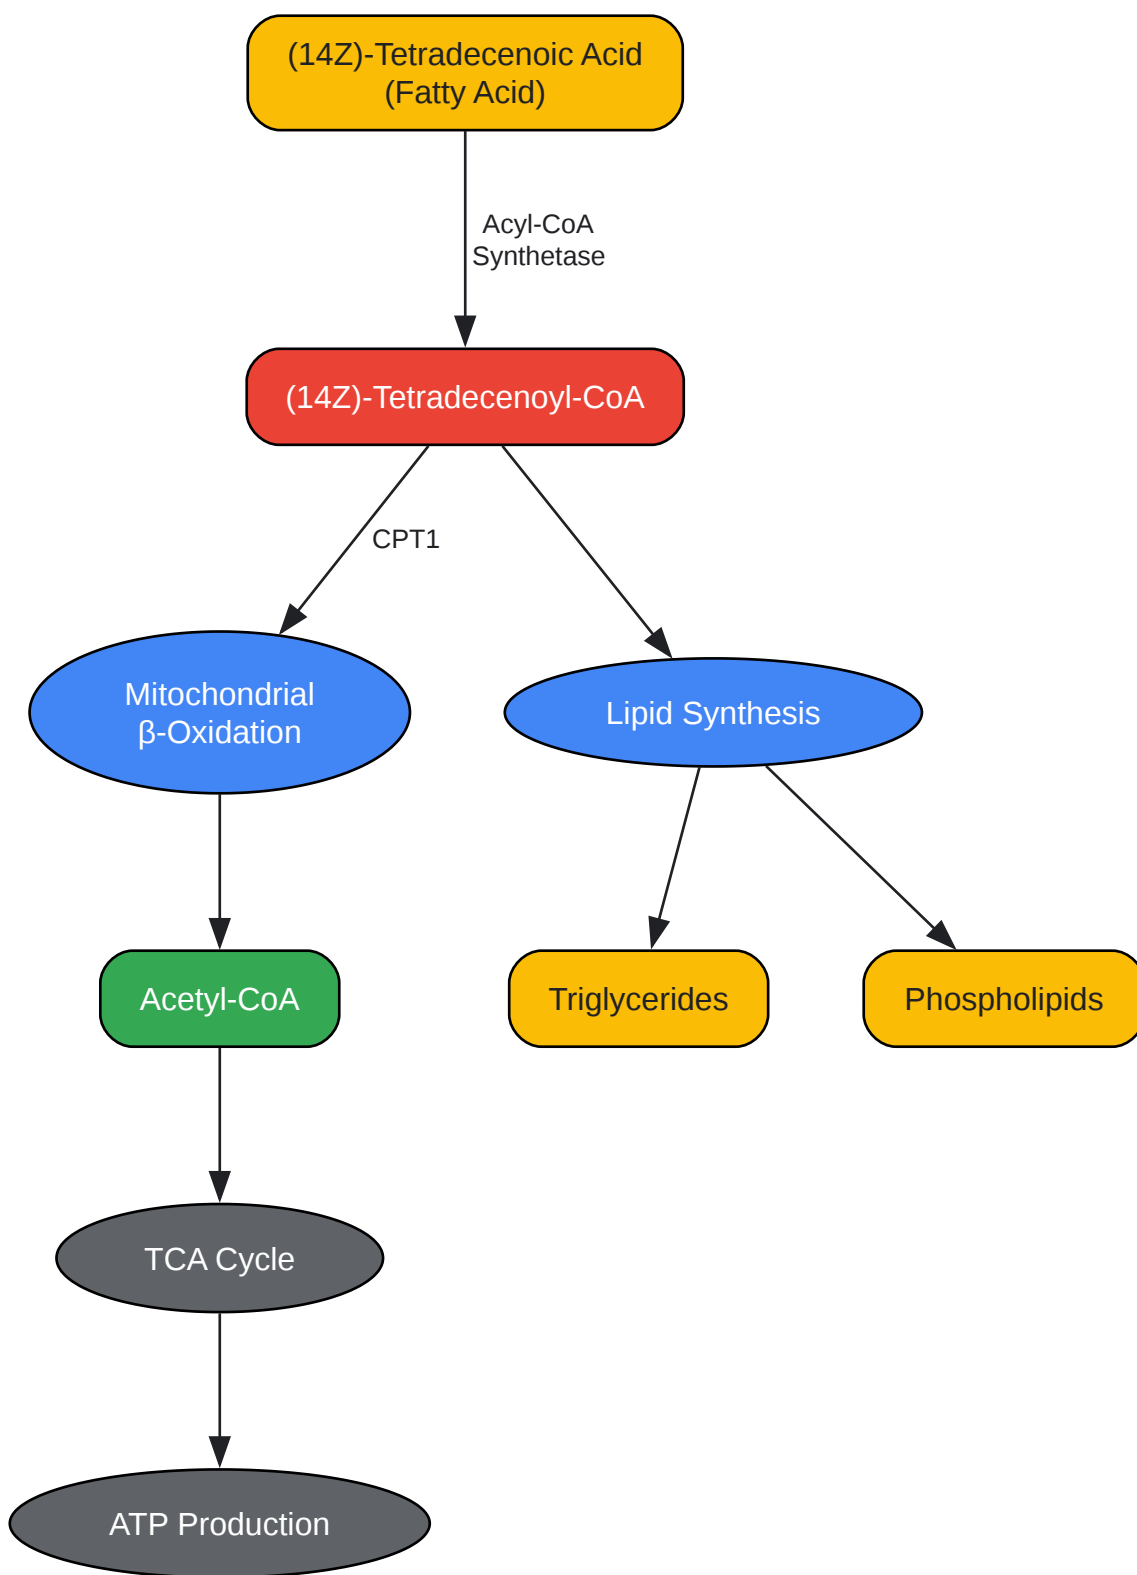 (14Z)-Tetradecenoic Acid
(Fatty Acid)
Acyl-CoA
Synthetase
(14Z)-Tetradecenoyl-CoA
CPT1
Mitochondrial
β-Oxidation
Lipid Synthesis
Acetyl-CoA
Triglycerides
Phospholipids
TCA Cycle
ATP Production